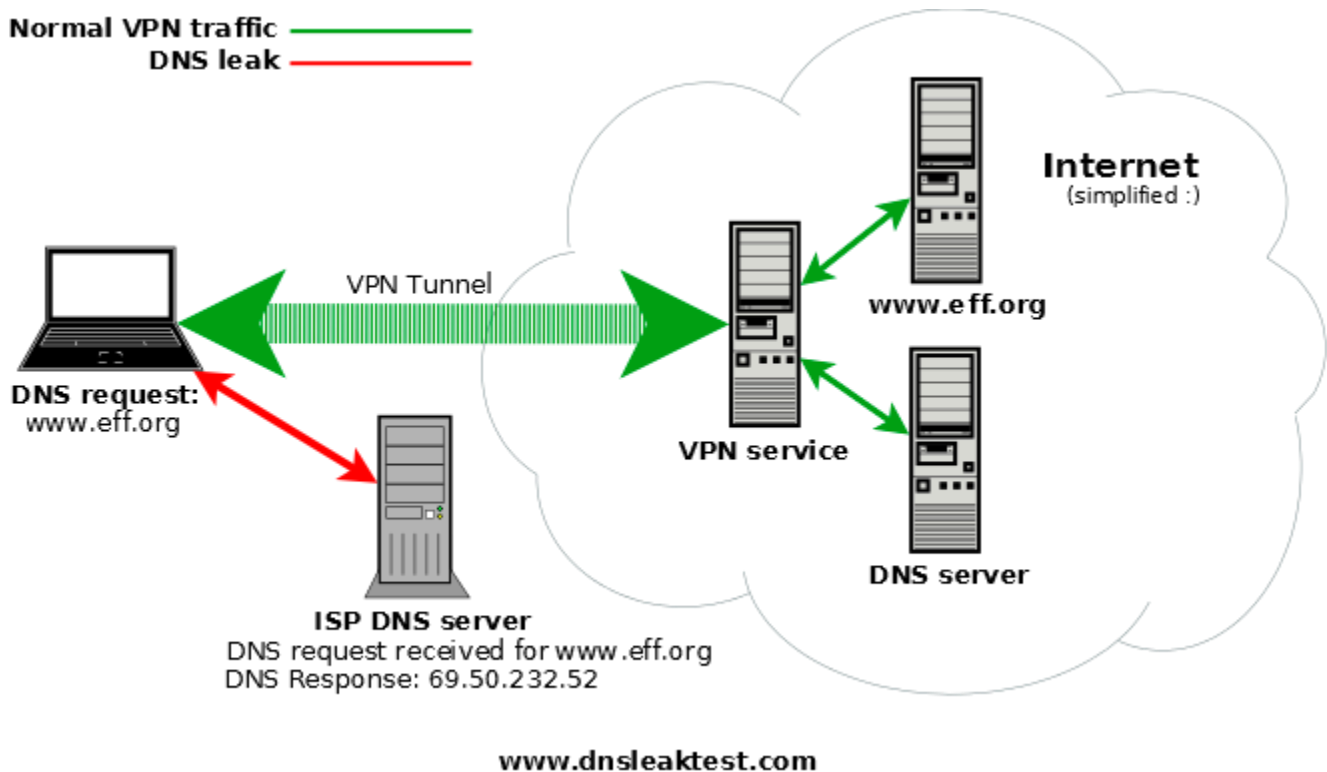 Normal VPN traffic
DNS leak
Internet
(simplified :)
www.eff.org
VPN Tunnel
DNS request:
www.eff.org
VPN service
DNS server
ISP DNS server
DNS request received for www.eff.org
DNS Response: 69.50.232.52
www.dnsleaktest.com